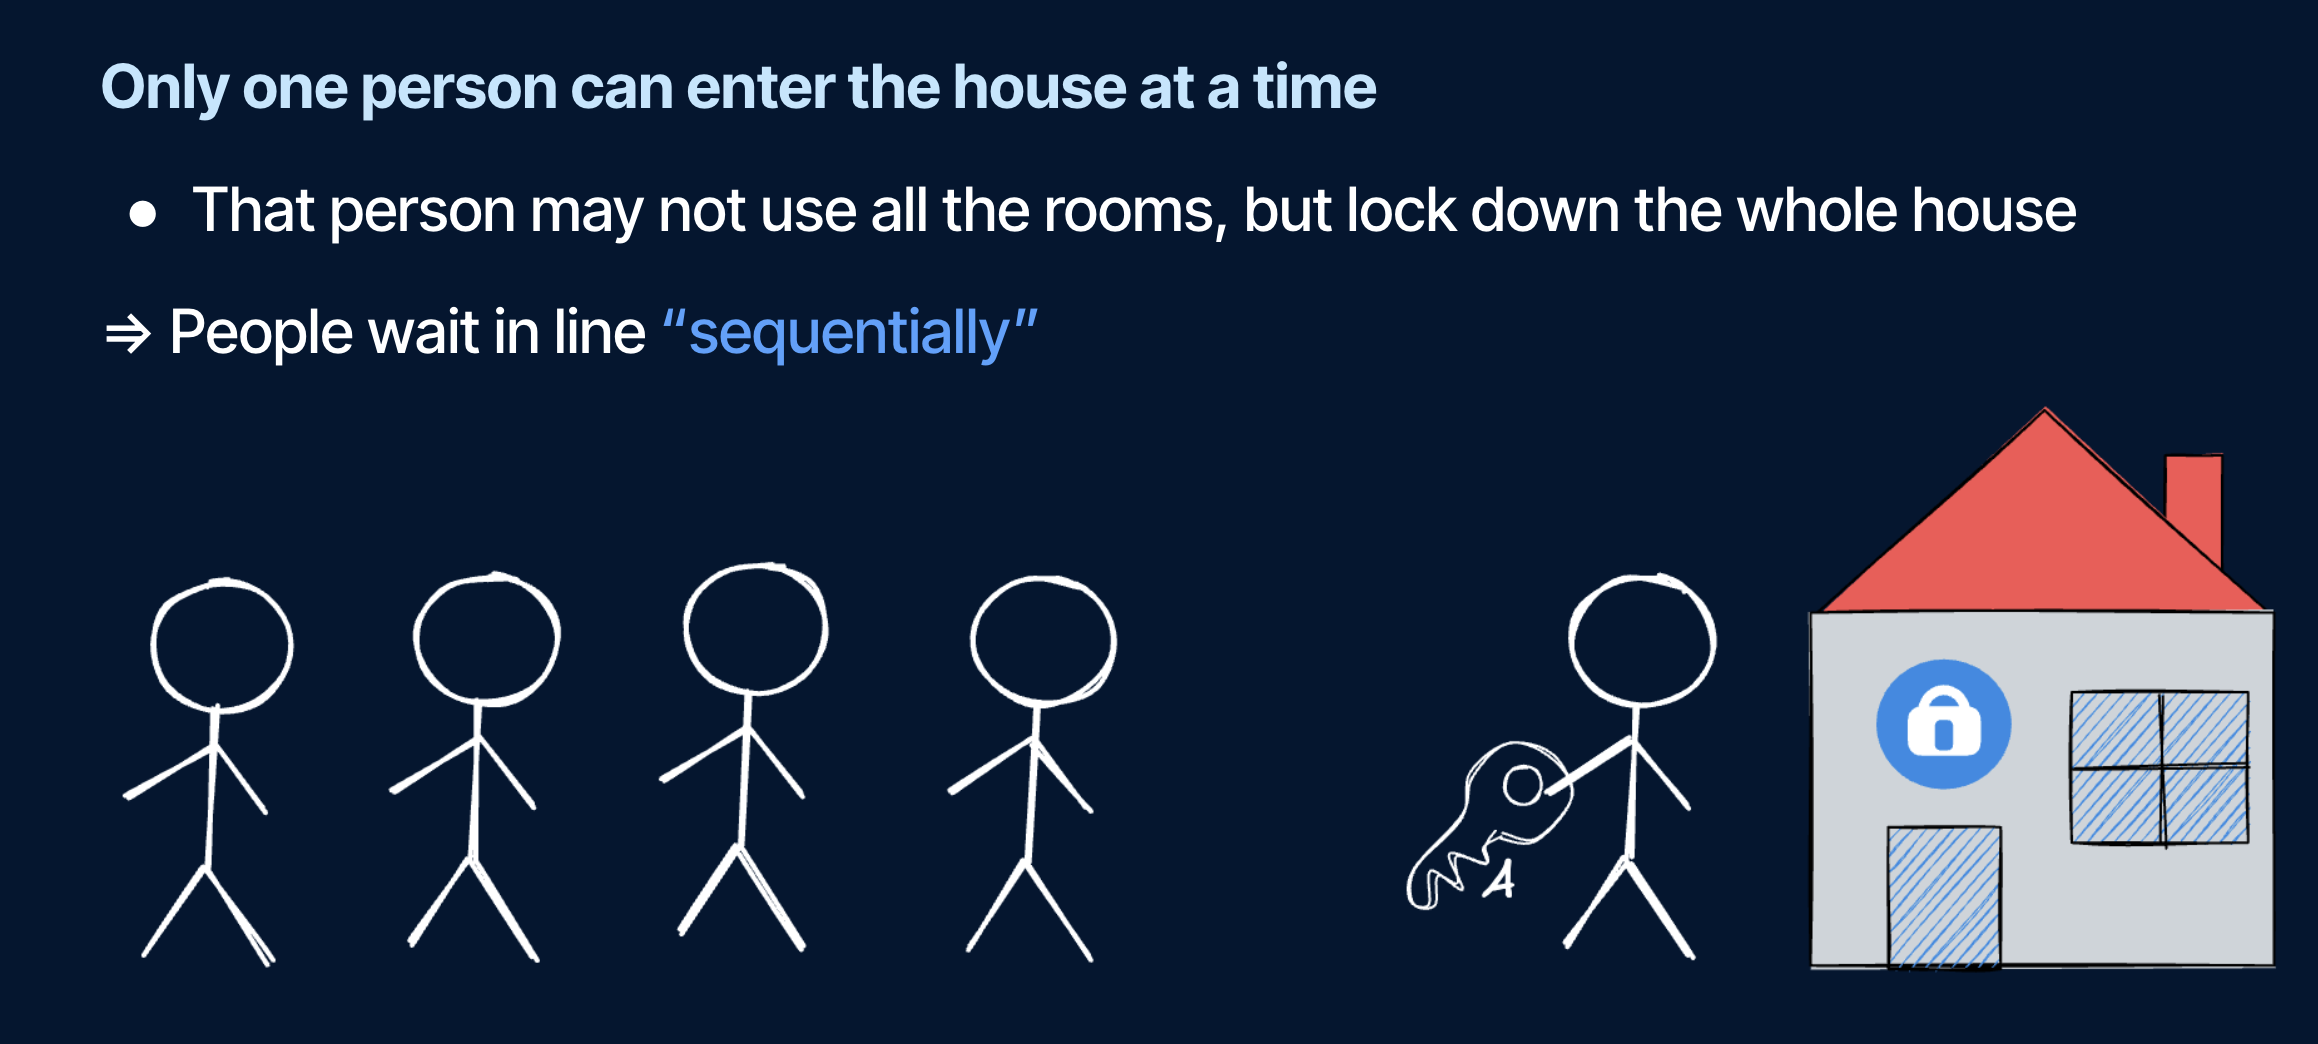 Only one person can enter the house at a time
● That person may not use all the rooms, but lock down the whole house
⇒ People wait in line “sequentially”
A